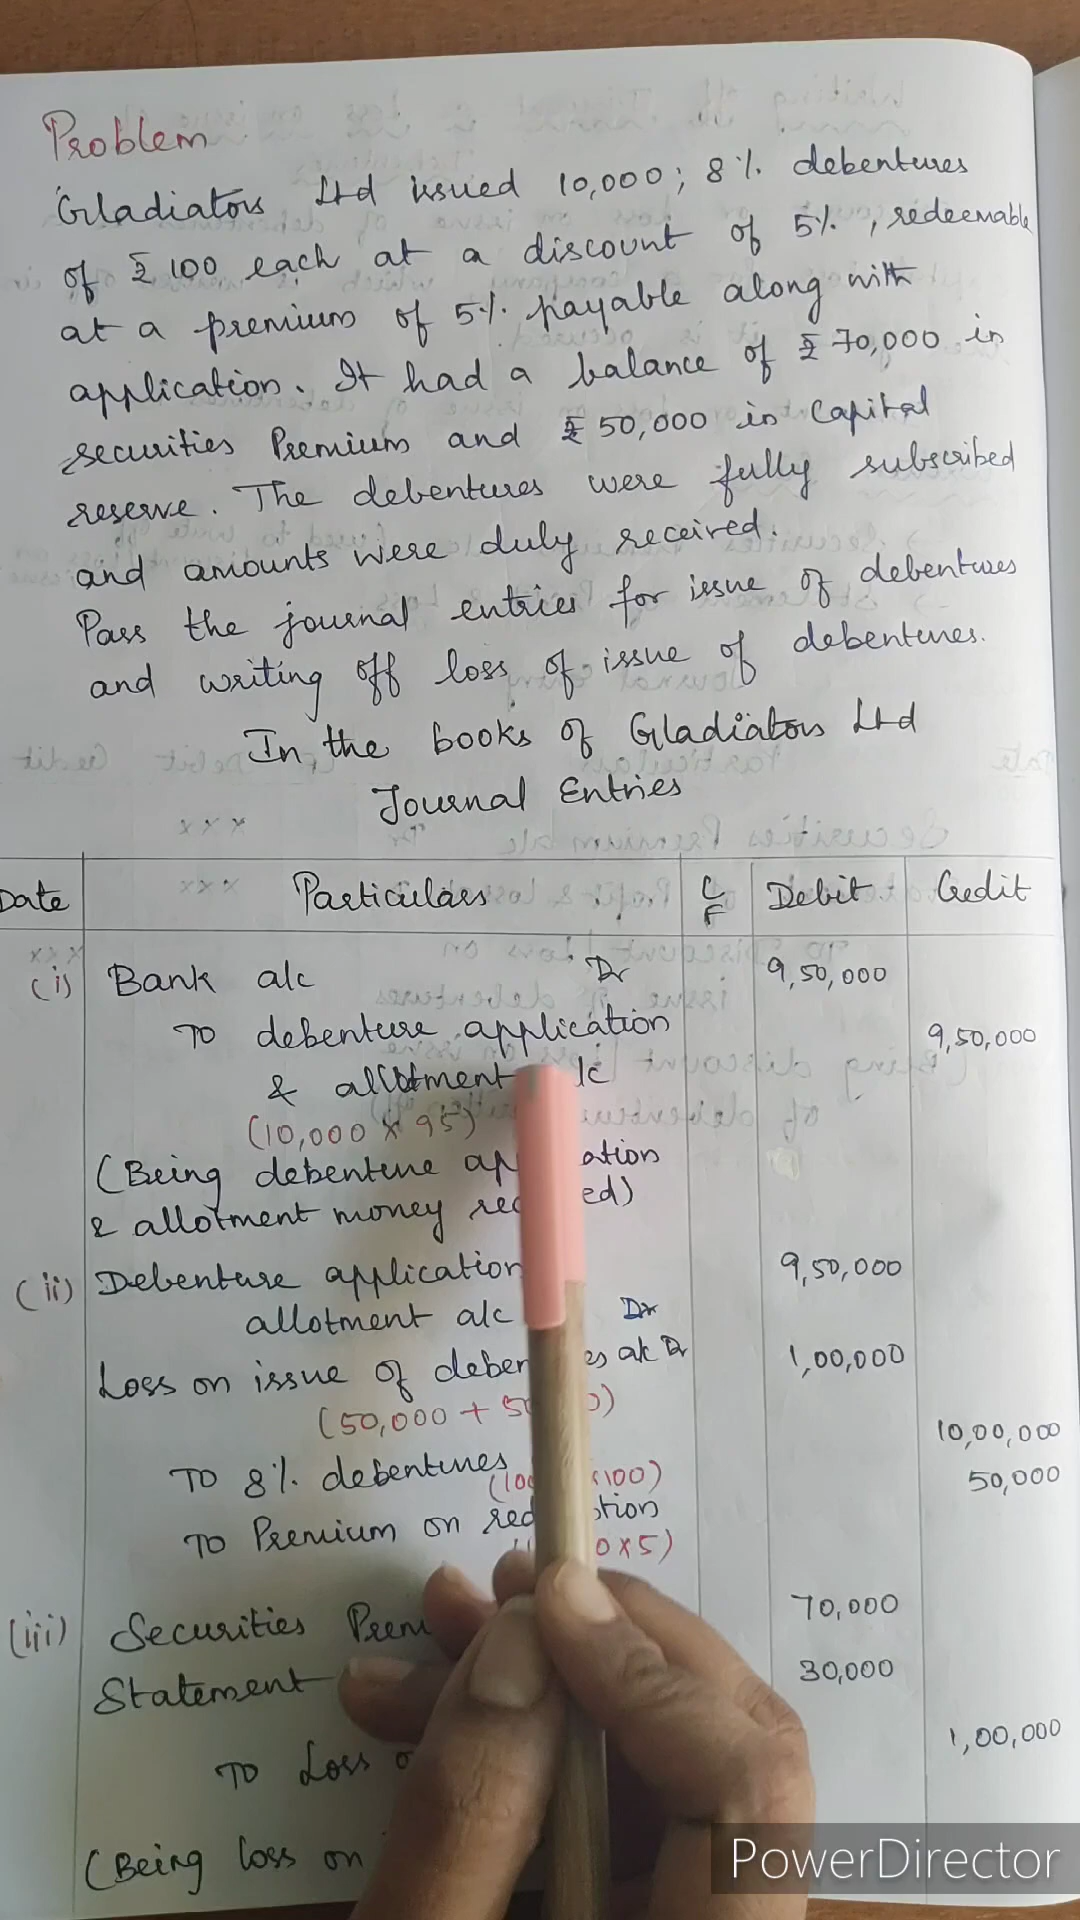 Problem
Gladiators Ltd issued 10,000; 8% debentures
of ₹ 100 each at a discount of 5%, redeemable
at a premium of 5% payable along with
application. It had a balance of ₹ 70,000 in
securities Premium and ₹ 50,000 in Capital
reserve. The debentures were fully subscribed
and amounts were duly received.
Pass the journal entries for issue of debentures
and writing off loss of issue of debentures.
In the books of Gladiators Ltd
Journal Entries
Date Particulars L F Debit Credit
(i) Bank a/c Dr 9,50,000
To debenture application 9,50,000
& allotment
(10,000 × 95)
(Being debenture
& allotment money
(ii) Debenture application 9,50,000
allotment a/c Dr
Loss on issue of a/c Dr 1,00,000
(50,000 +
10,00,000
To 8% debentures ×100) 50,000
To Premium on
×5)
(iii) Securities 70,000
Statement 30,000
To Loss 1,00,000
(Being loss on
PowerDirector